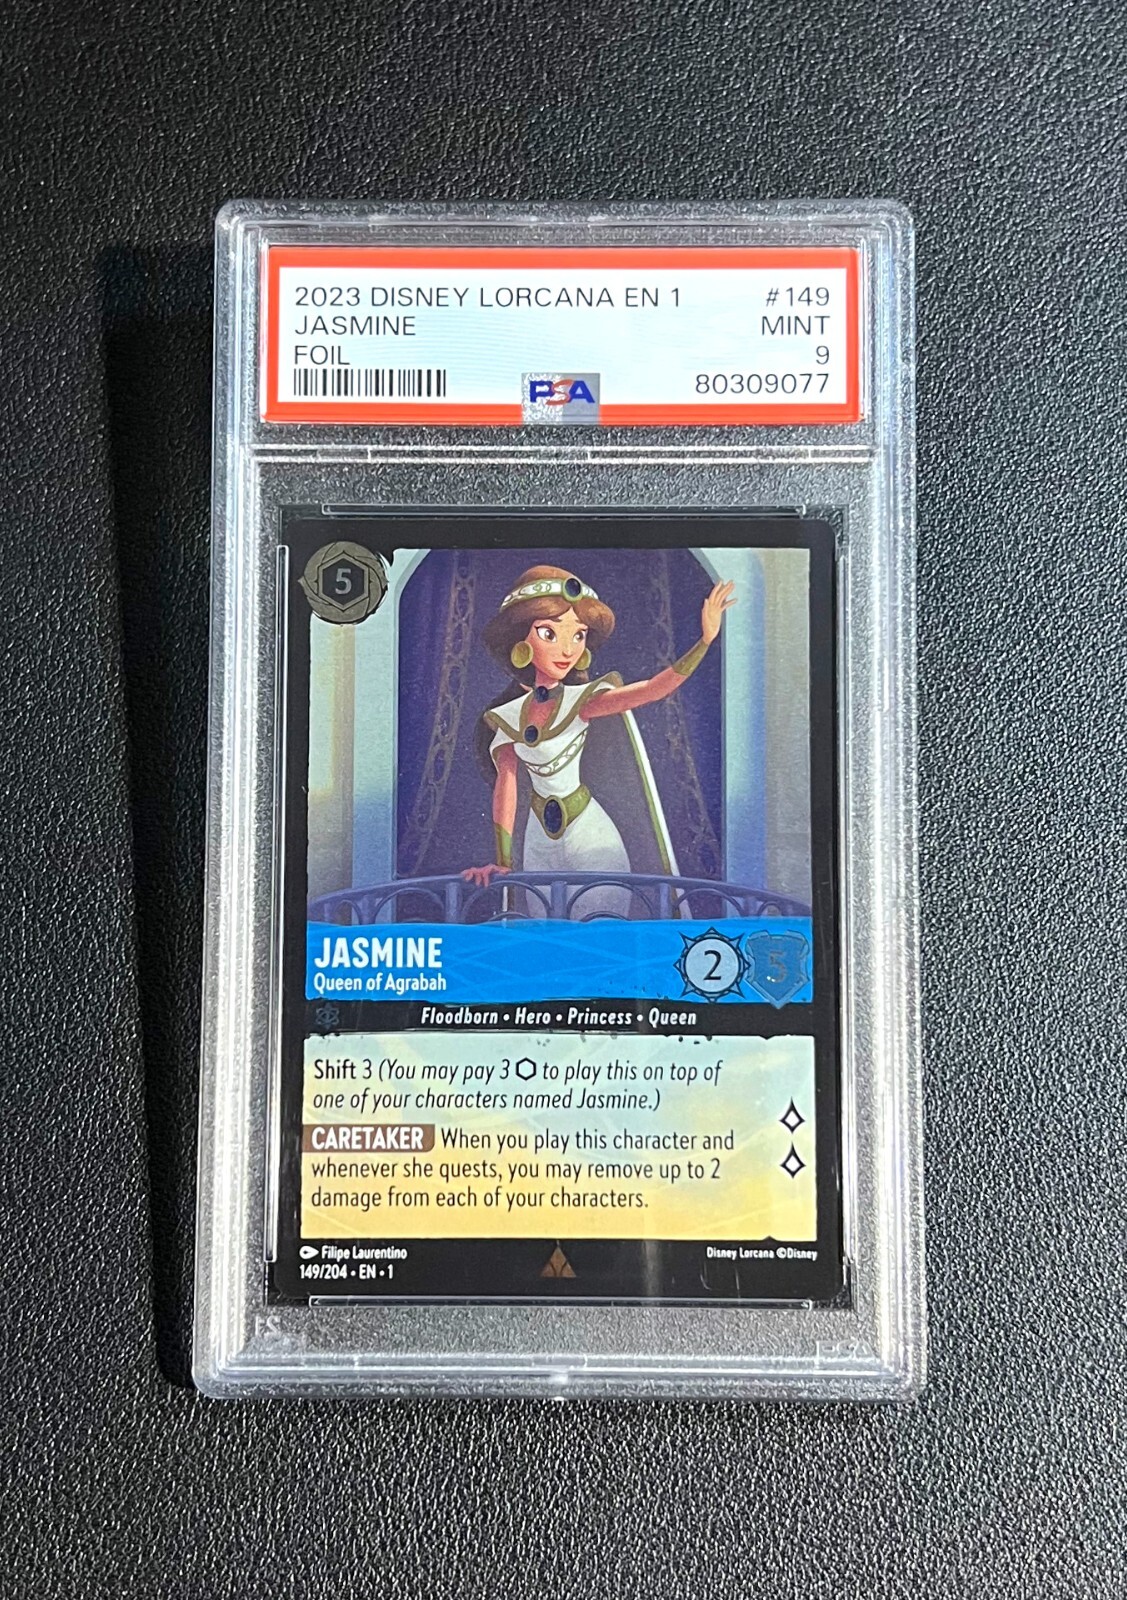 2023 DISNEY LORCANA EN 1 #149
JASMINE MINT
FOIL 9
PSA 80309077
5
JASMINE
Queen of Agrabah
2 5
Floodborn • Hero • Princess • Queen
Shift 3 (You may pay 3 ⬡ to play this on top of
one of your characters named Jasmine.)
CARETAKER When you play this character and
whenever she quests, you may remove up to 2
damage from each of your characters.
Filipe Laurentino Disney Lorcana ©Disney
149/204 • EN • 1